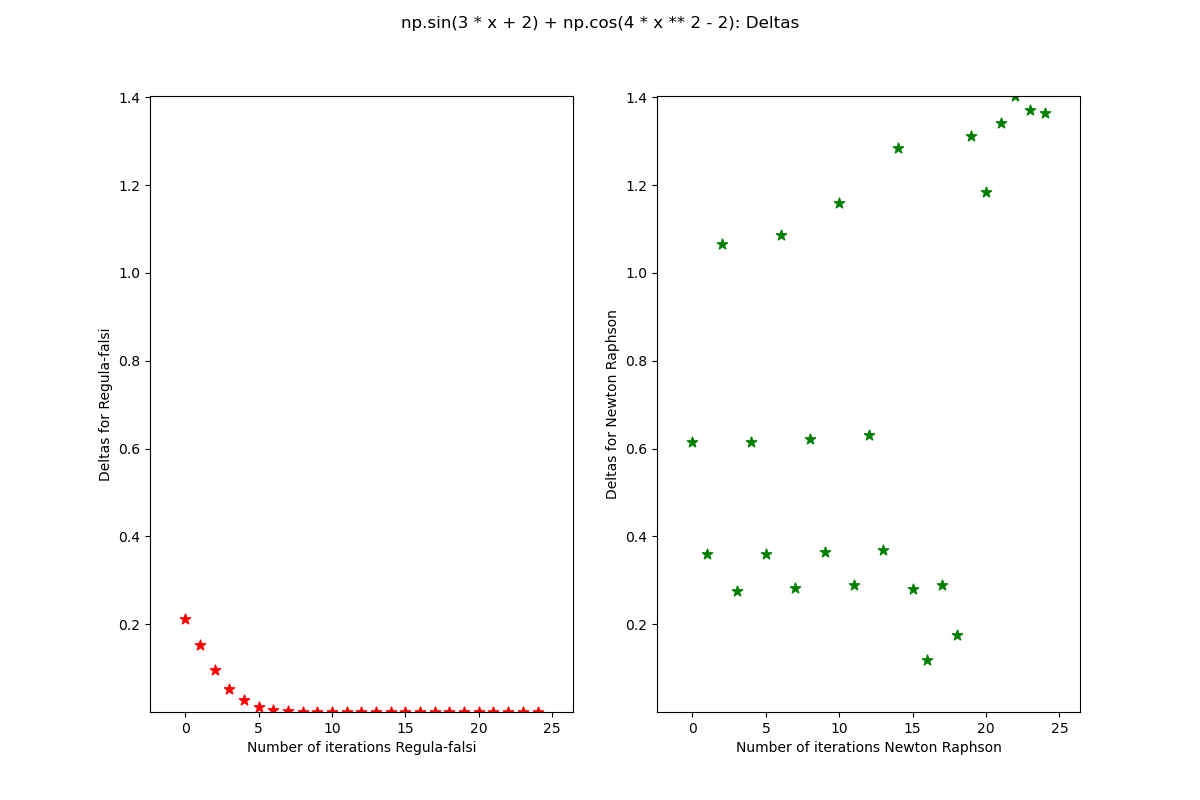 np.sin(3 * x + 2) + np.cos(4 * x ** 2 - 2): Deltas
Deltas for Regula-falsi
1.4
1.2
1.0
0.8
0.6
0.4
0.2
0 5 10 15 20 25
Number of iterations Regula-falsi
Deltas for Newton Raphson
1.4
1.2
1.0
0.8
0.6
0.4
0.2
0 5 10 15 20 25
Number of iterations Newton Raphson